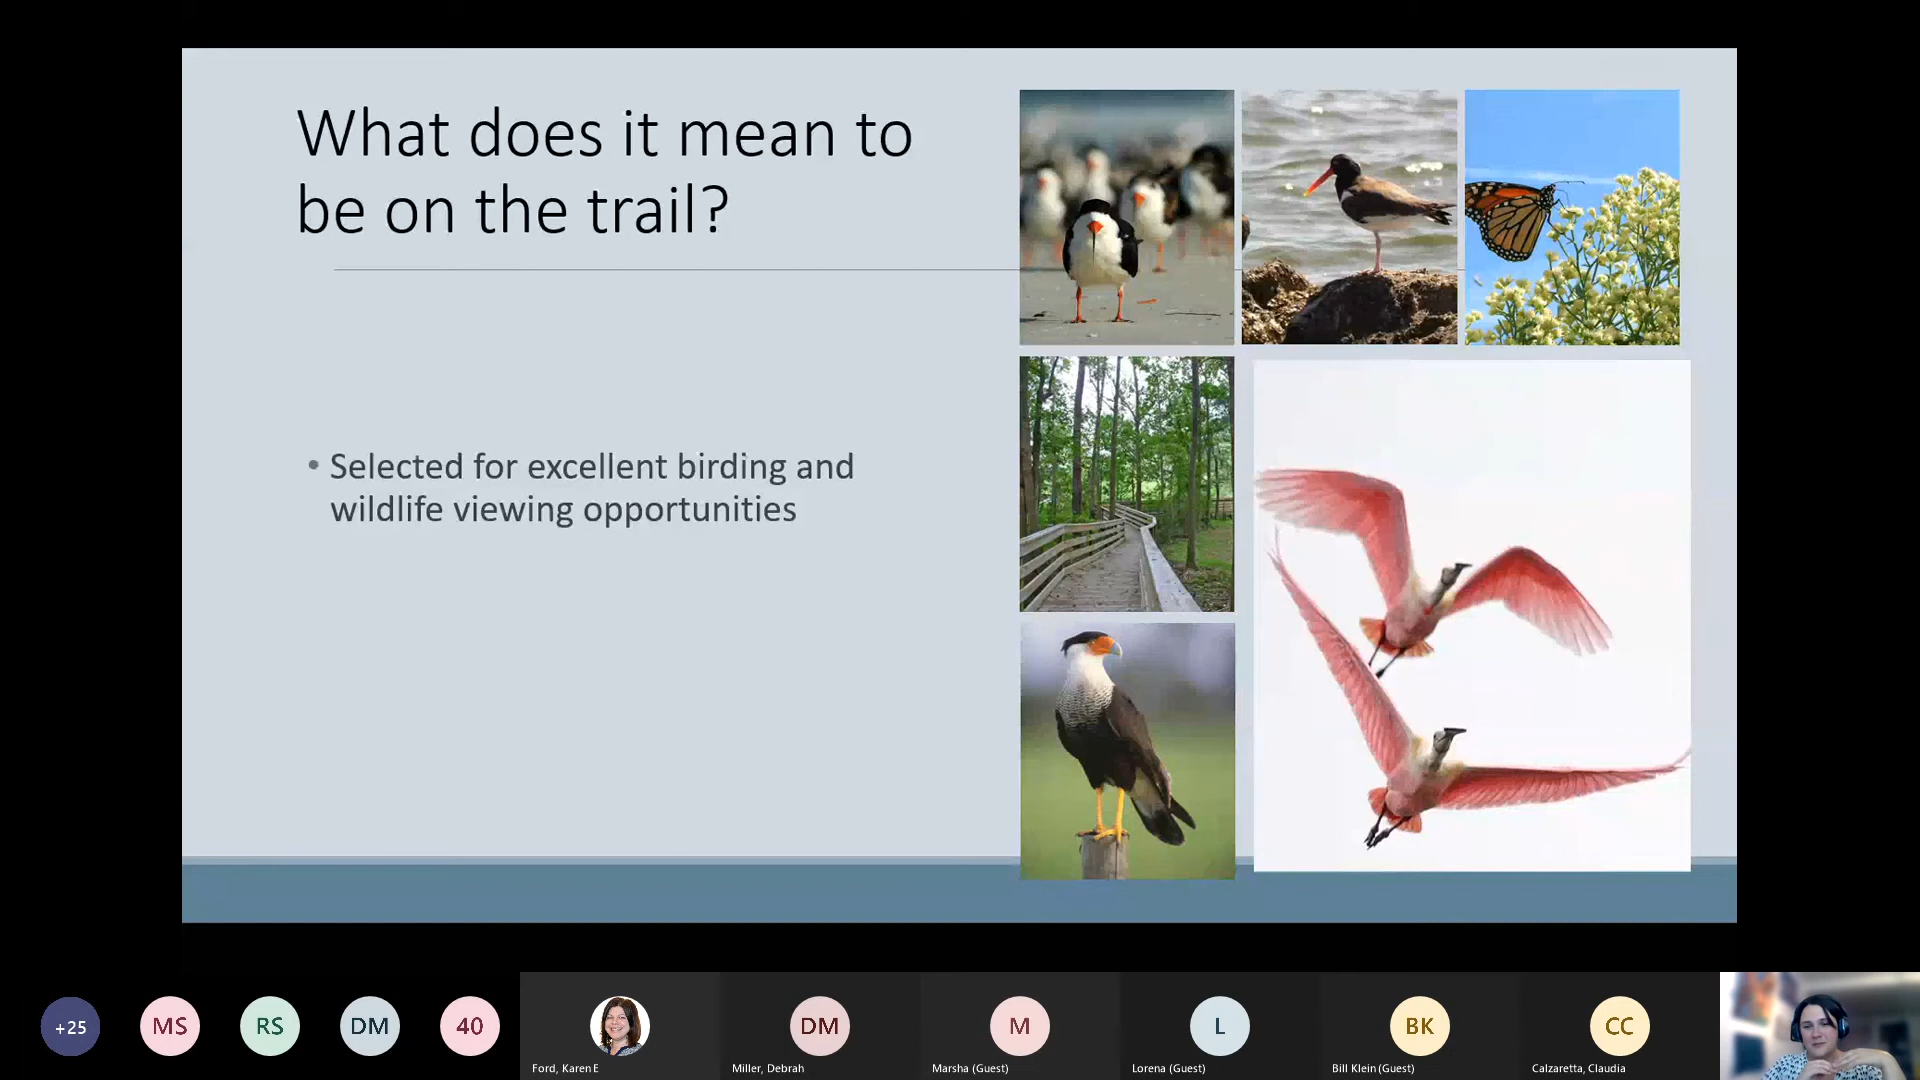 What does it mean to
be on the trail?
• Selected for excellent birding and
wildlife viewing opportunities
+25
MS
RS
DM
40
DM
M
L
BK
CC
Ford, Karen E
Miller, Debrah
Marsha (Guest)
Lorena (Guest)
Bill Klein (Guest)
Calzaretta, Claudia